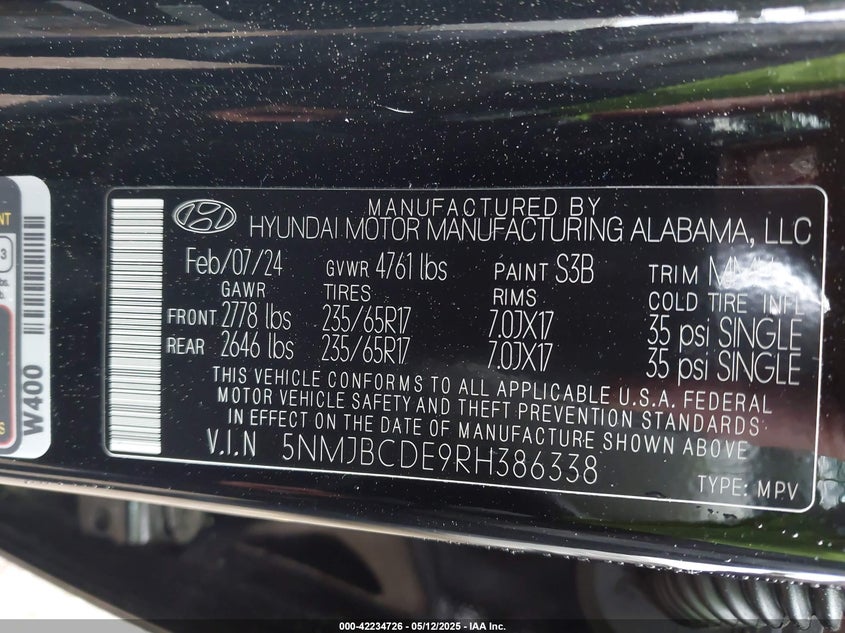 NT
3
W400
S
MANUFACTURED BY
HYUNDAI MOTOR MANUFACTURING ALABAMA, LLC
Feb/07/24 GVWR 4761 lbs PAINT S3B TRIM
GAWR TIRES RIMS COLD TIRE INFL
FRONT 2778 lbs 235/65R17 7.0JX17 35 psi SINGLE
REAR 2646 lbs 235/65R17 7.0JX17 35 psi SINGLE
THIS VEHICLE CONFORMS TO ALL APPLICABLE U.S.A. FEDERAL
MOTOR VEHICLE SAFETY AND THEFT PREVENTION STANDARDS
IN EFFECT ON THE DATE OF MANUFACTURE SHOWN ABOVE
V.I.N 5NMJBCDE9RH386338
TYPE: MPV
000-42234726 - 05/12/2025 - IAA Inc.